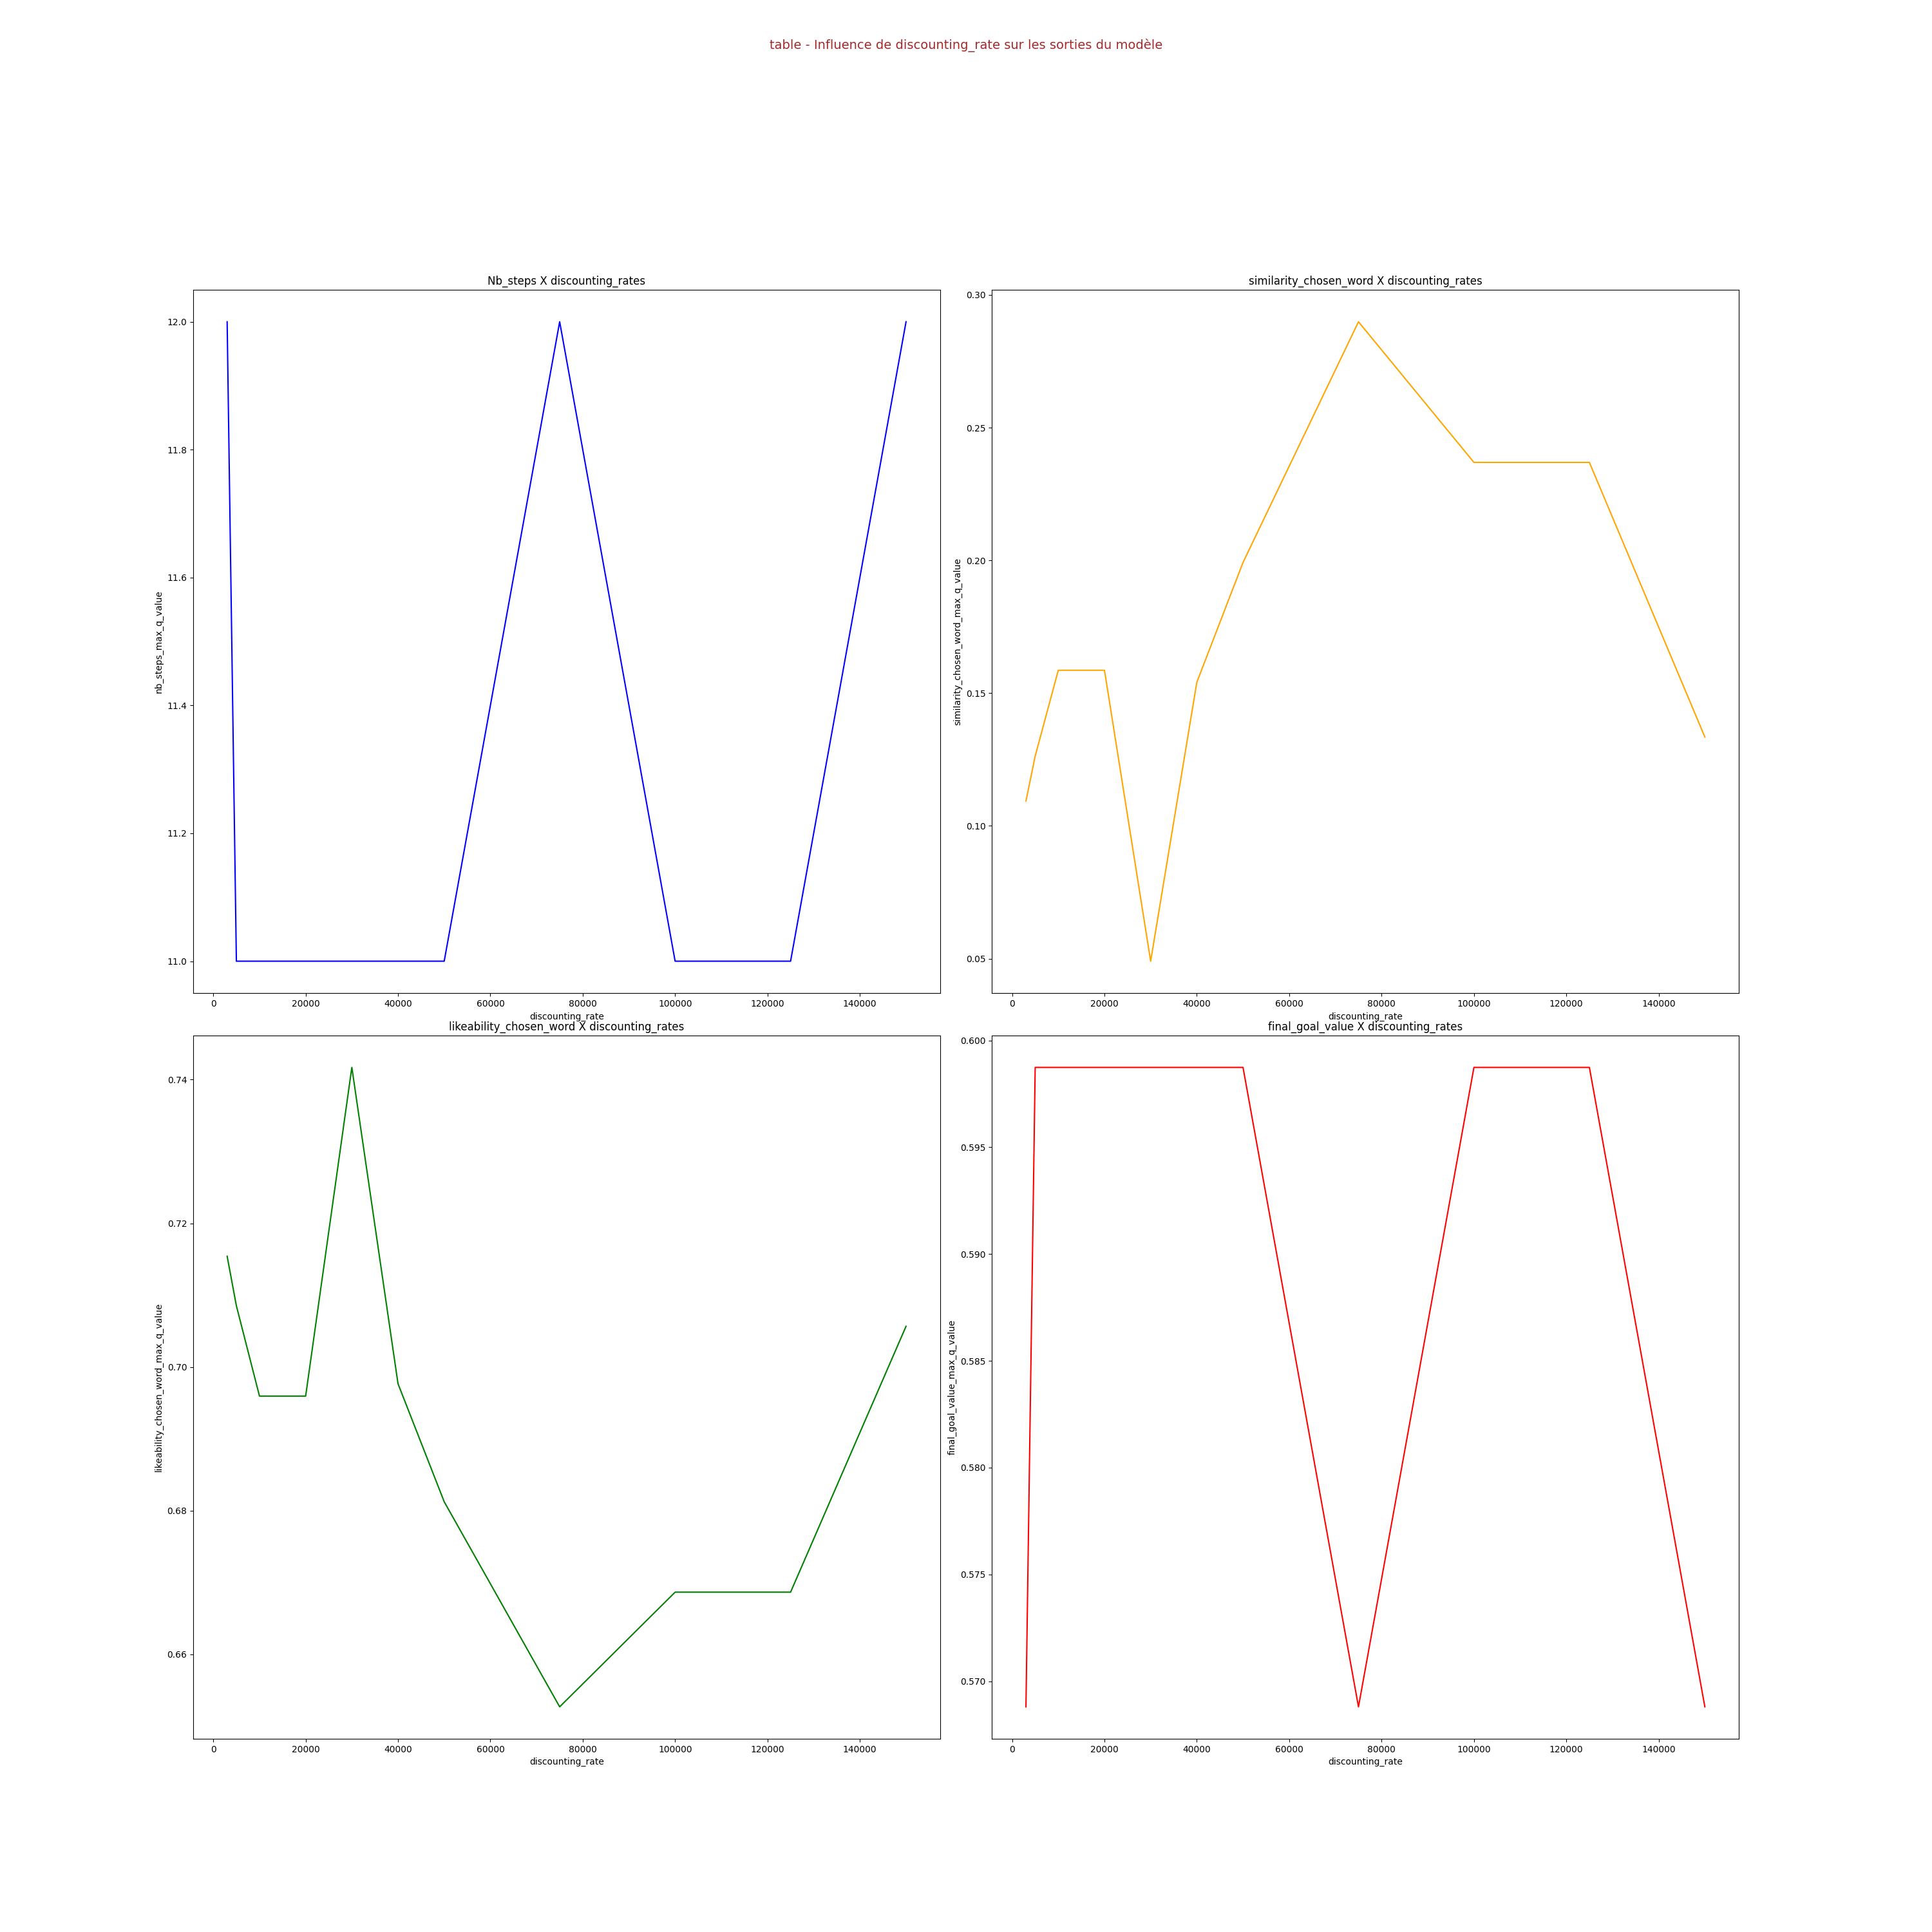 table - Influence de discounting_rate sur les sorties du modèle
Nb_steps X discounting_rates
12.0
11.8
11.6
11.4
11.2
11.0
nb_steps_max_q_value
0 20000 40000 60000 80000 100000 120000 140000
discounting_rate
similarity_chosen_word X discounting_rates
0.30
0.25
0.20
0.15
0.10
0.05
similarity_chosen_word_max_q_value
0 20000 40000 60000 80000 100000 120000 140000
discounting_rate
likeability_chosen_word X discounting_rates
0.74
0.72
0.70
0.68
0.66
likeability_chosen_word_max_q_value
0 20000 40000 60000 80000 100000 120000 140000
discounting_rate
final_goal_value X discounting_rates
0.600
0.595
0.590
0.585
0.580
0.575
0.570
final_goal_value_max_q_value
0 20000 40000 60000 80000 100000 120000 140000
discounting_rate